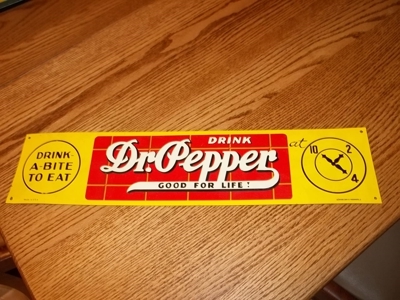 DRINK
A-BITE
TO EAT
DRINK
Dr. Pepper
GOOD FOR LIFE!
at
10 2
4